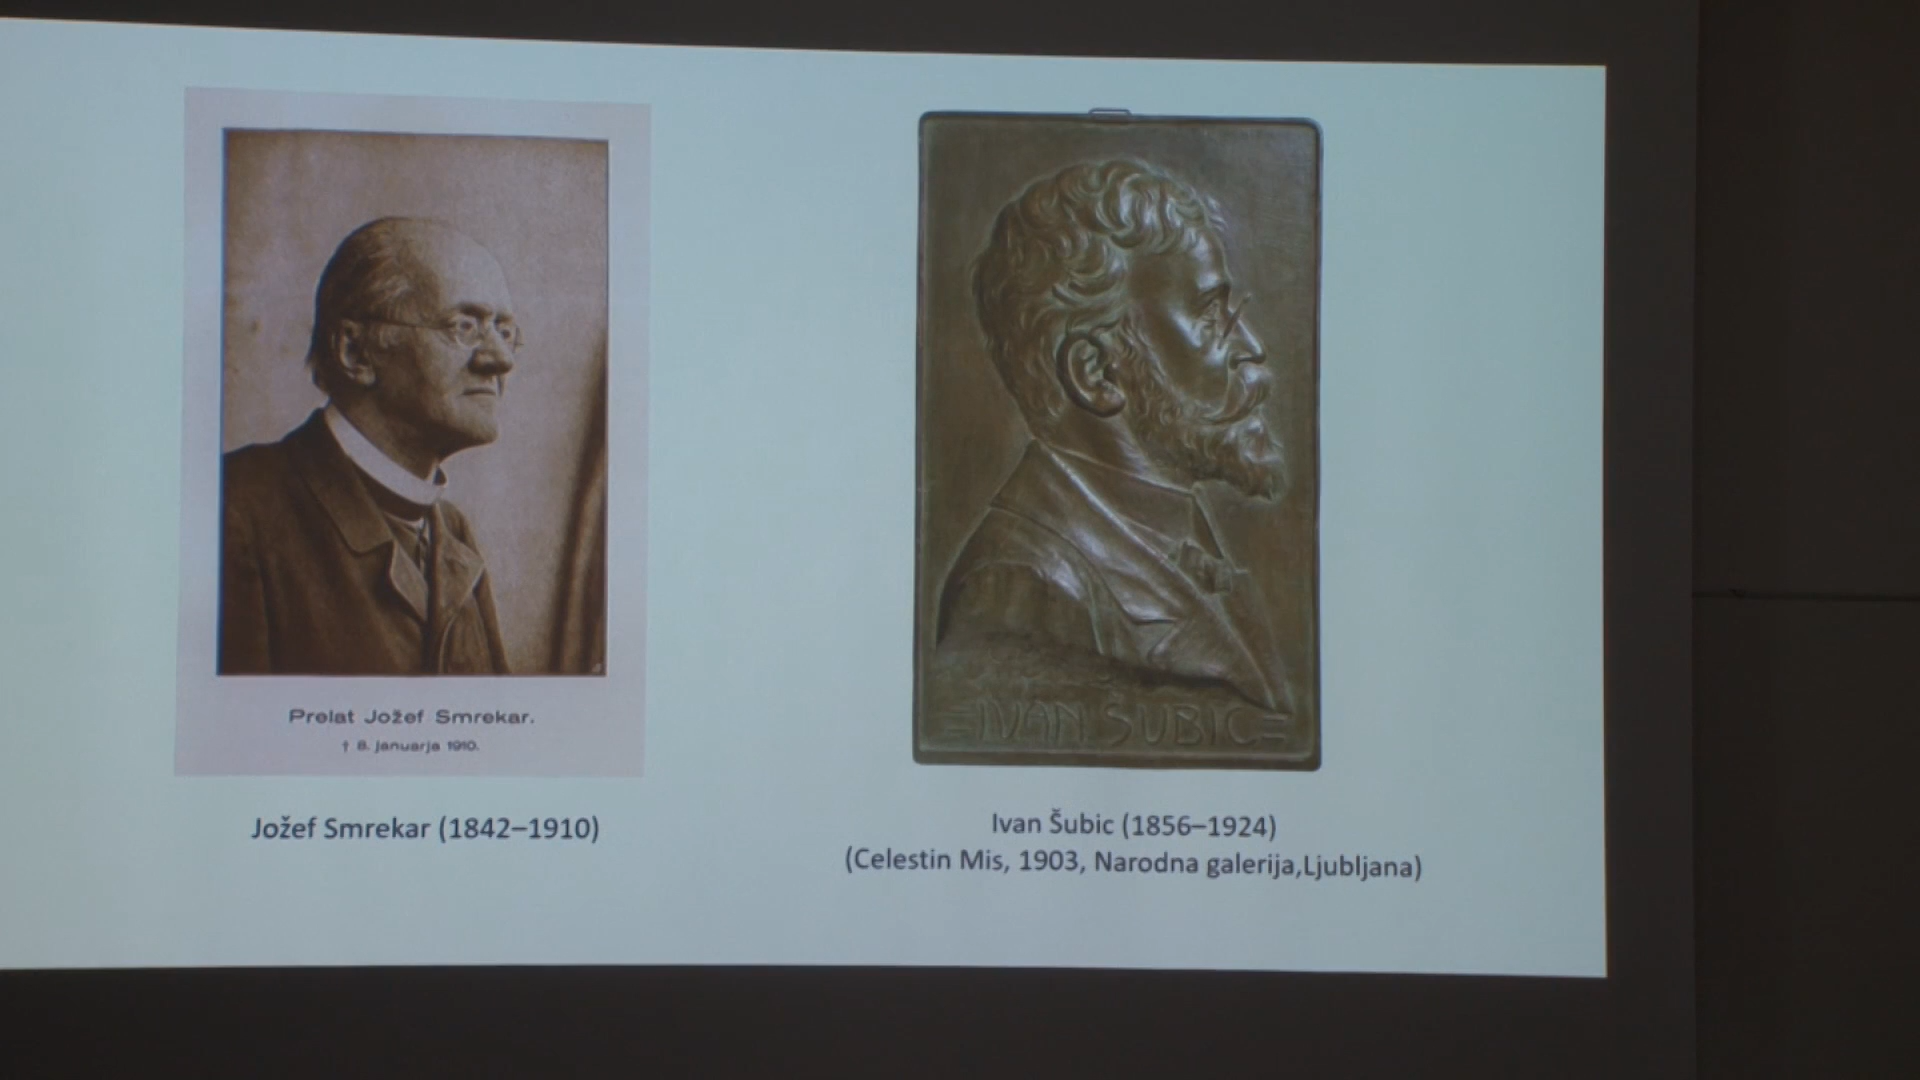 Prelat Jožef Smrekar.
† 8. januarja 1910.
Jožef Smrekar (1842–1910)
=IVAN ŠUBIC=
Ivan Šubic (1856–1924)
(Celestin Mis, 1903, Narodna galerija,Ljubljana)